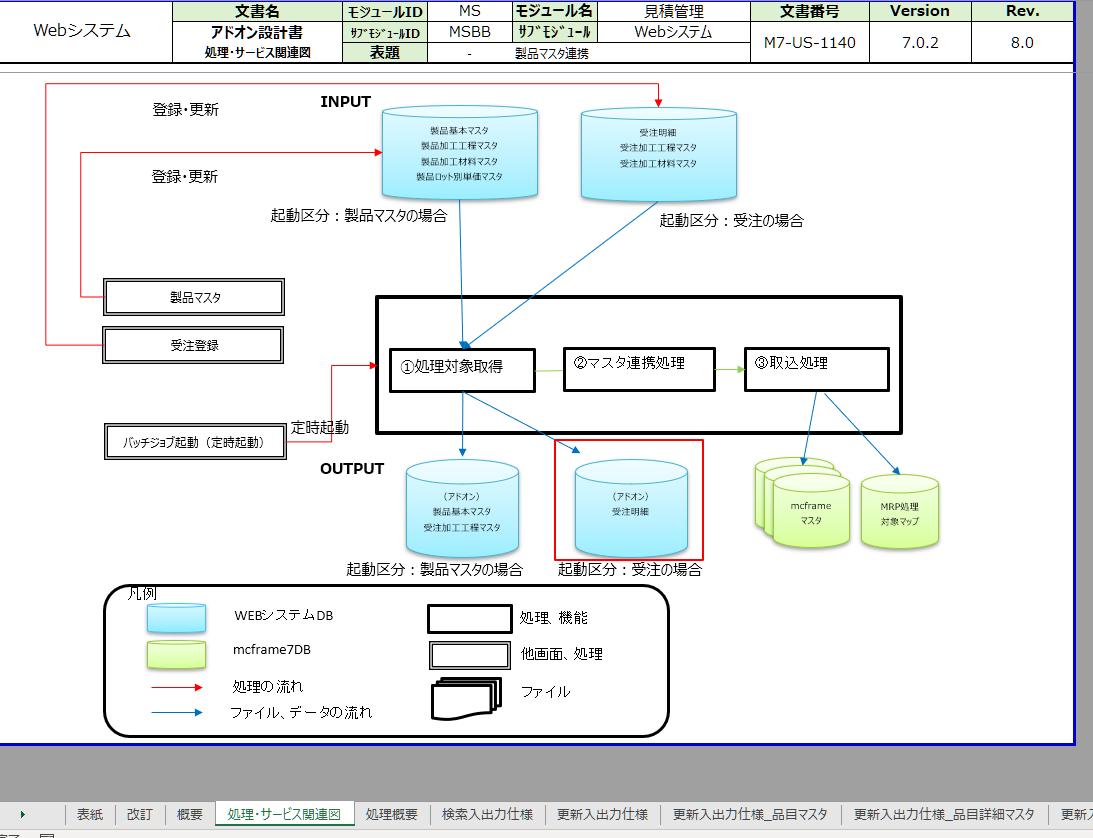 Webシステム
文書名
モジュールID
MS
モジュール名
見積管理
文書番号
Version
Rev.
アドオン設計書
ｻﾌﾞﾓｼﾞｭｰﾙID
MSBB
ｻﾌﾞﾓｼﾞｭｰﾙ
Webシステム
M7-US-1140
7.0.2
8.0
処理･サービス関連図
表題
-
製品マスタ連携
登録･更新
INPUT
製品基本マスタ
製品加工工程マスタ
製品加工材料マスタ
製品ロット別単価マスタ
受注明細
受注加工工程マスタ
受注加工材料マスタ
登録･更新
起動区分：製品マスタの場合
起動区分：受注の場合
製品マスタ
受注登録
①処理対象取得
②マスタ連携処理
③取込処理
バッチジョブ起動（定時起動）
定時起動
OUTPUT
（アドオン）
製品基本マスタ
受注加工工程マスタ
（アドオン）
受注明細
mcframe
マスタ
MRP処理
対象マップ
起動区分：製品マスタの場合
起動区分：受注の場合
凡例
WEBシステムDB
処理、機能
mcframe7DB
他画面、処理
処理の流れ
ファイル
ファイル、データの流れ
表紙
改訂
概要
処理･サービス関連図
処理概要
検索入出力仕様
更新入出力仕様
更新入出力仕様_品目マスタ
更新入出力仕様_品目詳細マスタ
更新入